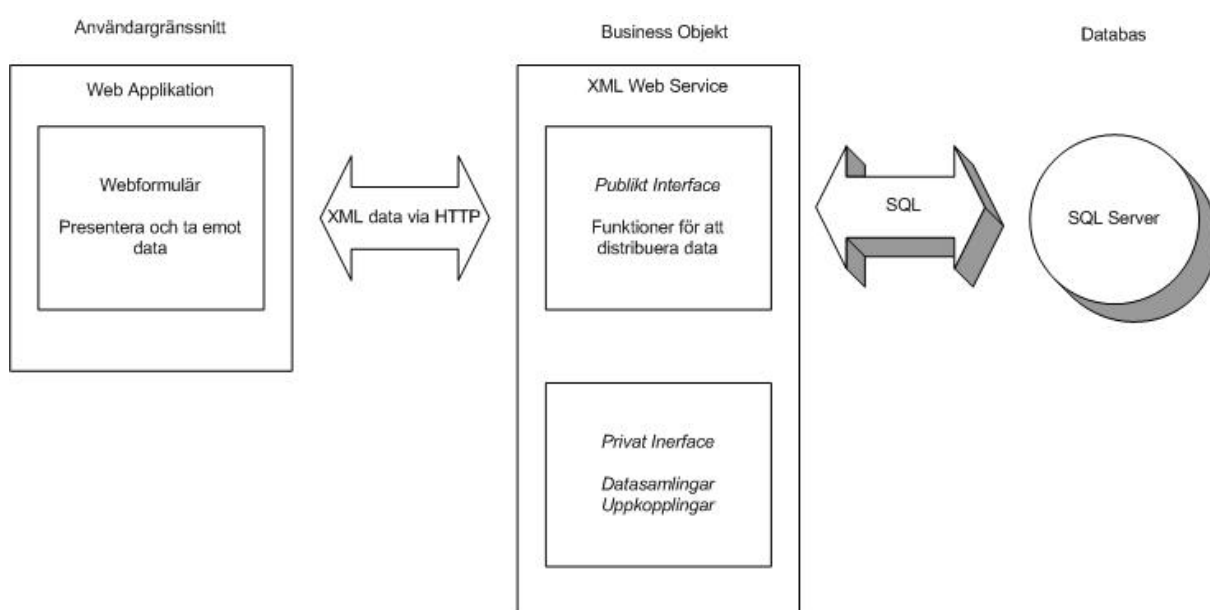 Användargränssnitt
Business Objekt
Databas
Web Applikation
Webformulär
Presentera och ta emot
data
XML data via HTTP
XML Web Service
Publikt Interface
Funktioner för att
distribuera data
Privat Inerface
Datasamlingar
Uppkopplingar
SQL
SQL Server